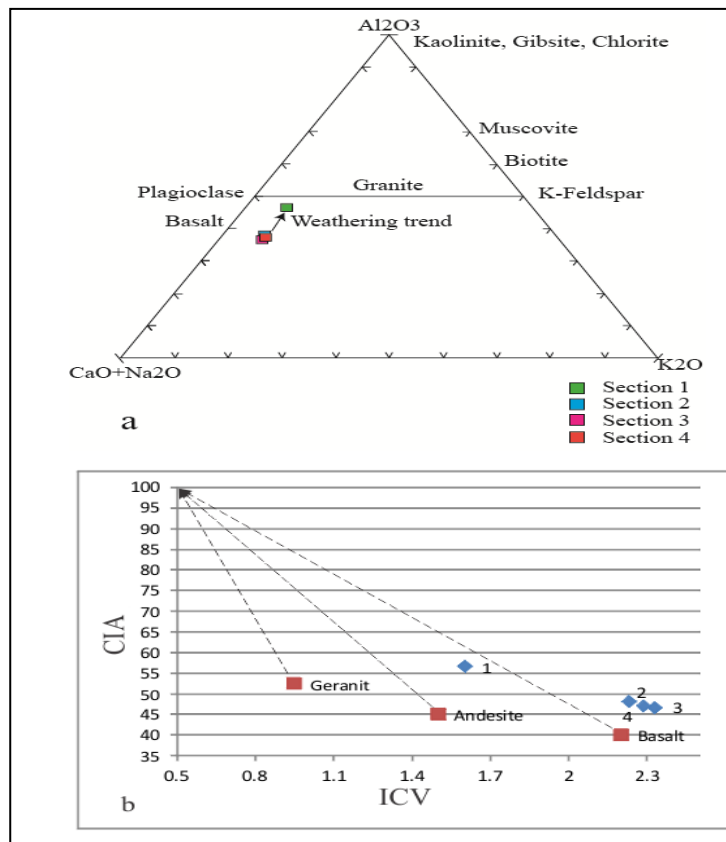 Al2O3
Kaolinite, Gibsite, Chlorite
Muscovite
Biotite
Plagioclase
Granite
K-Feldspar
Basalt
Weathering trend
CaO+Na2O
K2O
a
Section 1
Section 2
Section 3
Section 4
100
95
90
85
80
75
70
65
60
55
50
45
40
35
CIA
1
Geranit
2
Andesite
4
3
Basalt
0.5
0.8
1.1
1.4
1.7
2
2.3
ICV
b